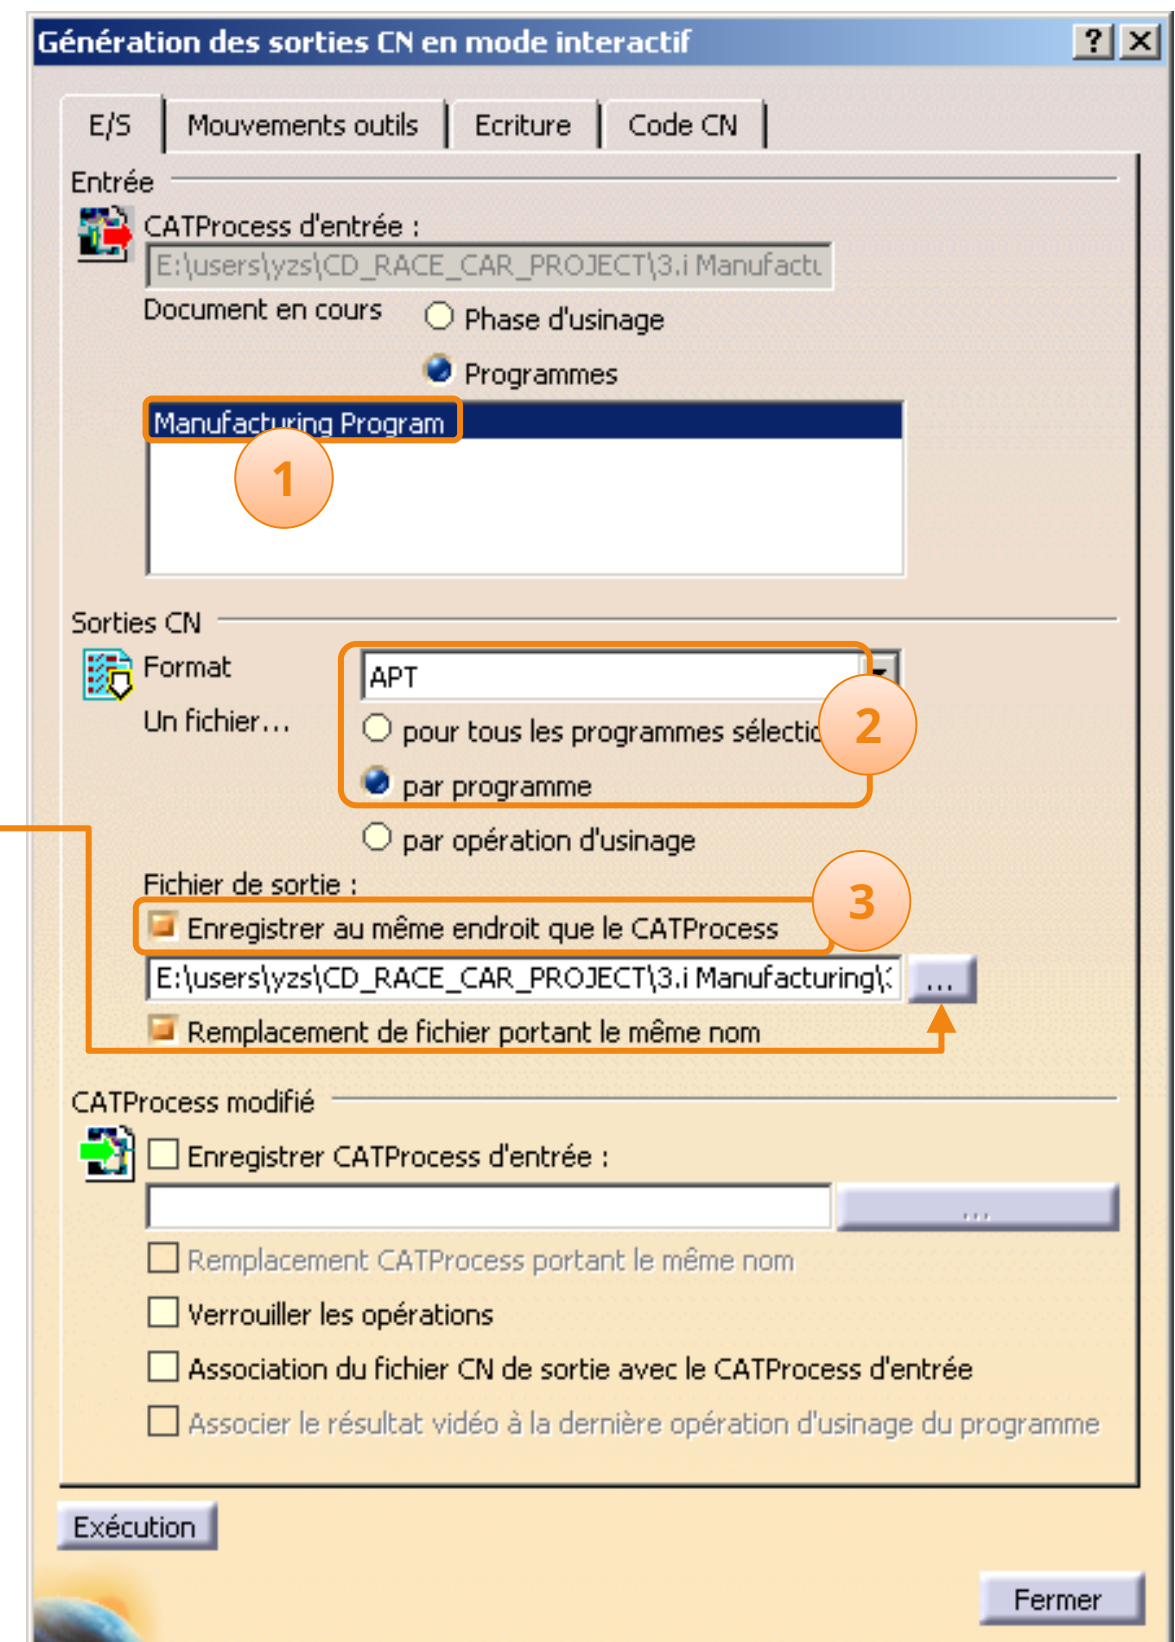 Génération des sorties CN en mode interactif
E/S Mouvements outils Ecriture Code CN
Entrée
CATProcess d'entrée :
E:\users\yzs\CD_RACE_CAR_PROJECT\3.i Manufactu
Document en cours Phase d'usinage
Programmes
Manufacturing Program
1
Sorties CN
Format APT
Un fichier... pour tous les programmes
2
par programme
par opération d'usinage
Fichier de sortie :
3
Enregistrer au même endroit que le CATProcess
E:\users\yzs\CD_RACE_CAR_PROJECT\3.i Manufacturing\ ...
Remplacement de fichier portant le même nom
CATProcess modifié
Enregistrer CATProcess d'entrée :
...
Remplacement CATProcess portant le même nom
Verrouiller les opérations
Association du fichier CN de sortie avec le CATProcess d'entrée
Associer le résultat vidéo à la dernière opération d'usinage du programme
Exécution
Fermer